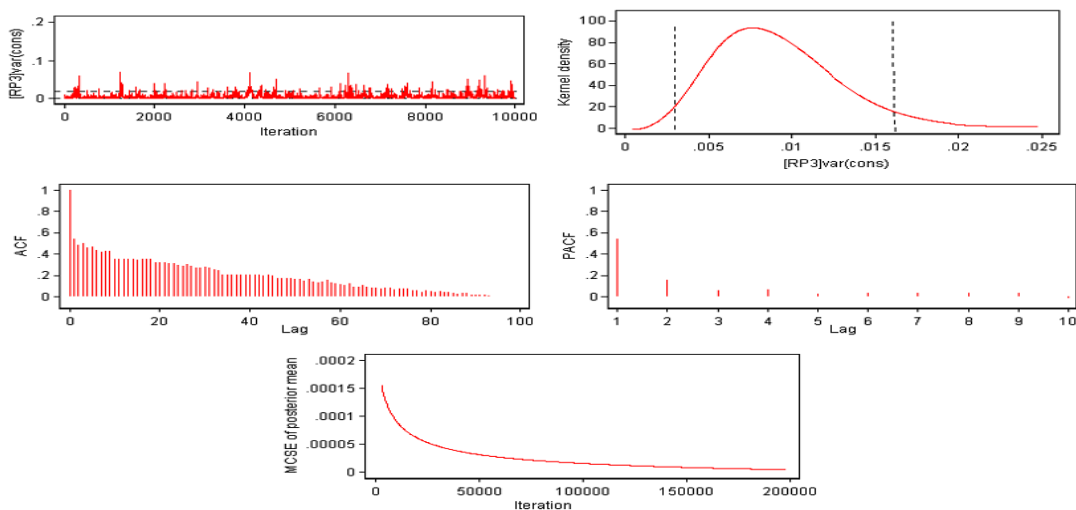 [RP3]var(cons)
.2
.1
0
0 2000 4000 6000 8000 10000
Iteration
Kernel density
100
80
60
40
20
0
0 .005 .01 .015 .02 .025
[RP3]var(cons)
ACF
1
.8
.6
.4
.2
0
0 20 40 60 80 100
Lag
PACF
1
.8
.6
.4
.2
0
1 2 3 4 5 6 7 8 9 10
Lag
MCSE of posterior mean
.0002
.00015
.0001
.00005
0
0 50000 100000 150000 200000
Iteration